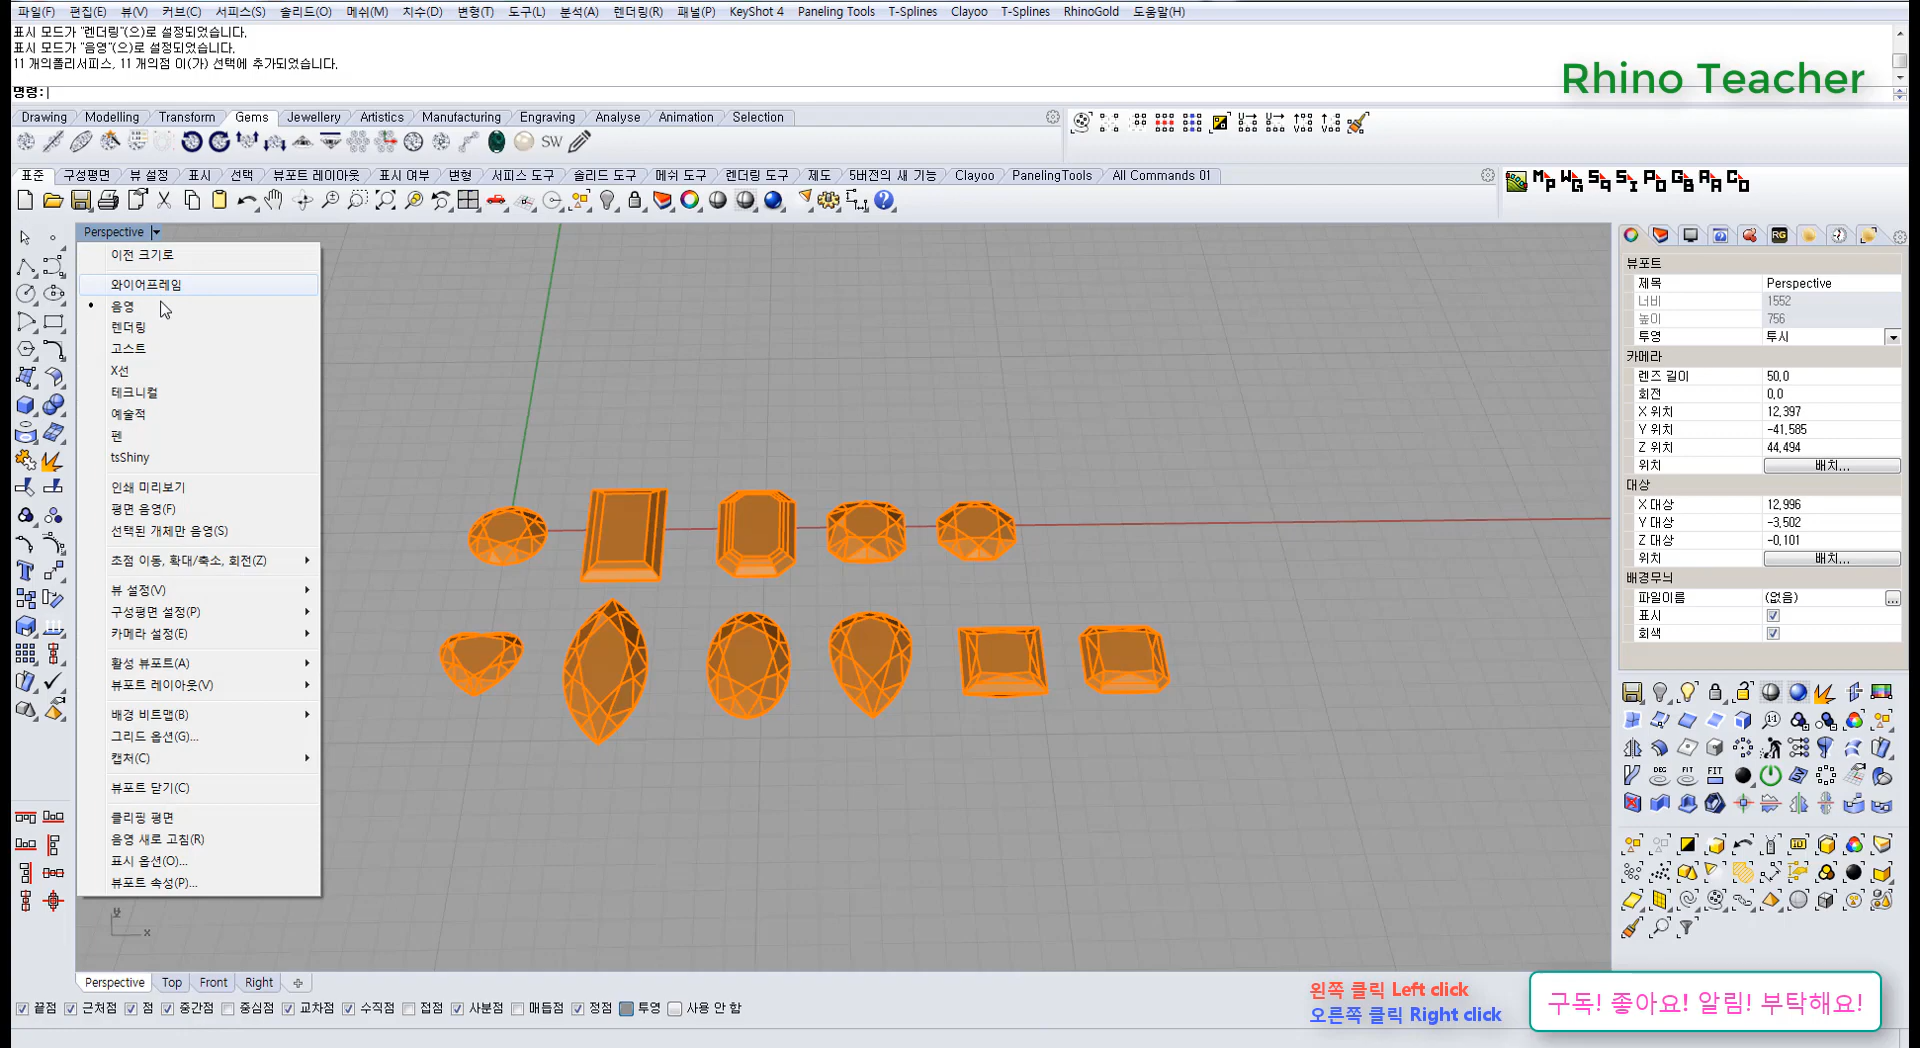 파일(F) 편집(E) 뷰(V) 커브(C) 서피스(S) 솔리드(O) 메쉬(M) 치수(D) 변형(T) 도구(L) 분석(A) 렌더링(R) 패널(P) KeyShot 4 Paneling Tools T-Splines Clayoo T-Splines RhinoGold 도움말(H)
표시 모드가 "렌더링"(으)로 설정되었습니다.
표시 모드가 "음영"(으)로 설정되었습니다.
11 개의폴리서피스, 11 개의점 이(가) 선택에 추가되었습니다.
명령:
Rhino Teacher
Drawing Modelling Transform Gems Jewellery Artistics Manufacturing Engraving Analyse Animation Selection
SW
표준 구성평면 뷰 설정 표시 선택 뷰포트 레이아웃 표시 여부 변형 서피스 도구 솔리드 도구 메쉬 도구 렌더링 도구 제도 5버전의 새 기능 Clayoo PanelingTools All Commands 01
Perspective
이전 크기로
와이어프레임
음영
렌더링
고스트
X선
테크니컬
예술적
펜
tsShiny
인쇄 미리보기
평면 음영(F)
선택된 개체만 음영(S)
초점 이동, 확대/축소, 회전(Z)
뷰 설정(V)
구성평면 설정(P)
카메라 설정(E)
활성 뷰포트(A)
뷰포트 레이아웃(V)
배경 비트맵(B)
그리드 옵션(G)...
캡처(C)
뷰포트 닫기(C)
클리핑 평면
음영 새로 고침(R)
표시 옵션(O)...
뷰포트 속성(P)...
y
x
RG
뷰포트
제목 Perspective
너비 1552
높이 756
투영 투시
카메라
렌즈 길이 50,0
회전 0,0
X 위치 12,397
Y 위치 -41,585
Z 위치 44,494
위치 배치...
대상
X 대상 12,996
Y 대상 -3,502
Z 대상 -0,101
위치 배치...
배경무늬
파일이름 (없음) ...
표시
회색
DEG FIT FIT
Perspective Top Front Right
끝점 근처점 점 중간점 중심점 교차점 수직점 접점 사분점 매듭점 정점 투영 사용 안 함
왼쪽 클릭 Left click
오른쪽 클릭 Right click
구독! 좋아요! 알림! 부탁해요!